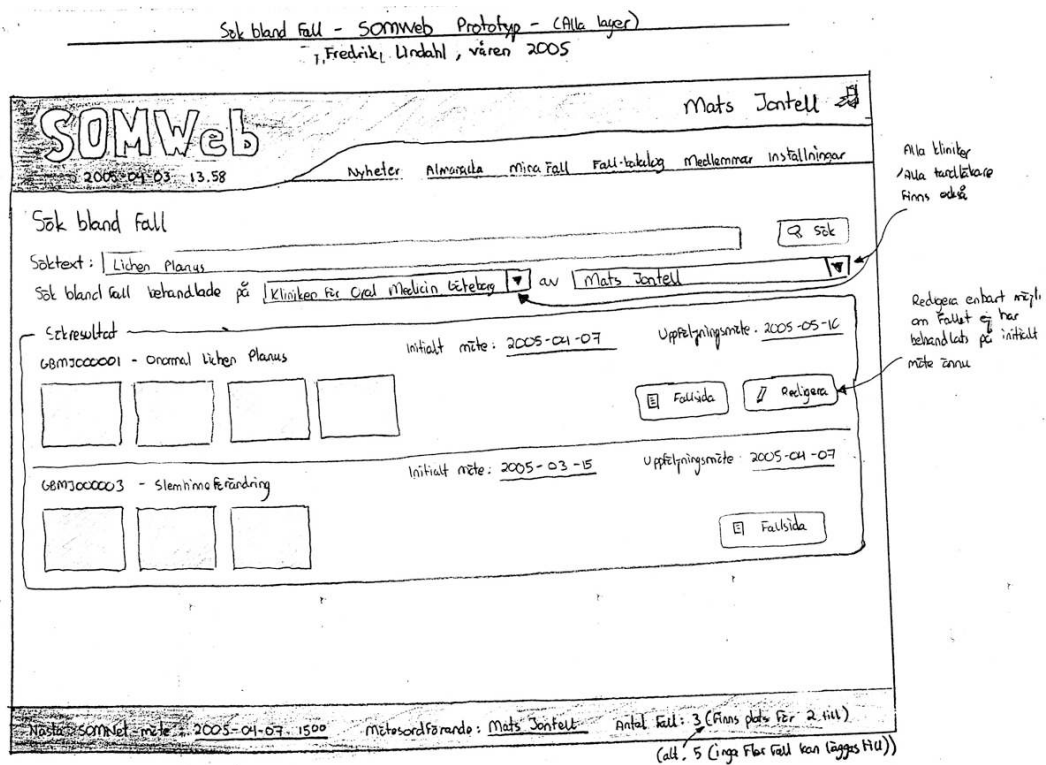 Sök bland Fall - SOMWeb Prototyp - (Alla lager)
Fredrik Lindahl, våren 2005
SOMWeb
Mats Jontell
2005-04-03 13.58
Nyheter Almanacka Mina Fall Fall-katalog Medlemmar Inställningar
Alla kliniker
/Alla tandläkare
Finns också
Sök bland Fall
Söktext: Lichen Planus
Sök
Sök bland Fall behandlade på Kliniken För Oral Medicin Göteborg av Mats Jontell
Redigera enbart möjl.
om Fallet ej har
behandlats på initialt
möte ännu
Sökresultat
GBMJ000001 - Onormal Lichen Planus
Initialt möte: 2005-04-07
Uppföljningsmöte: 2005-05-10
Fallsida
Redigera
GBMJ000003 - Slemhinneförändring
Initialt möte: 2005-03-15
Uppföljningsmöte: 2005-04-07
Fallsida
Nästa SOMNet-möte: 2005-04-07. 1500 Mötesordförande: Mats Jontell Antal Fall: 3 (Finns plats För 2 till)
(alt. 5 (inga Fler Fall kan läggas till))